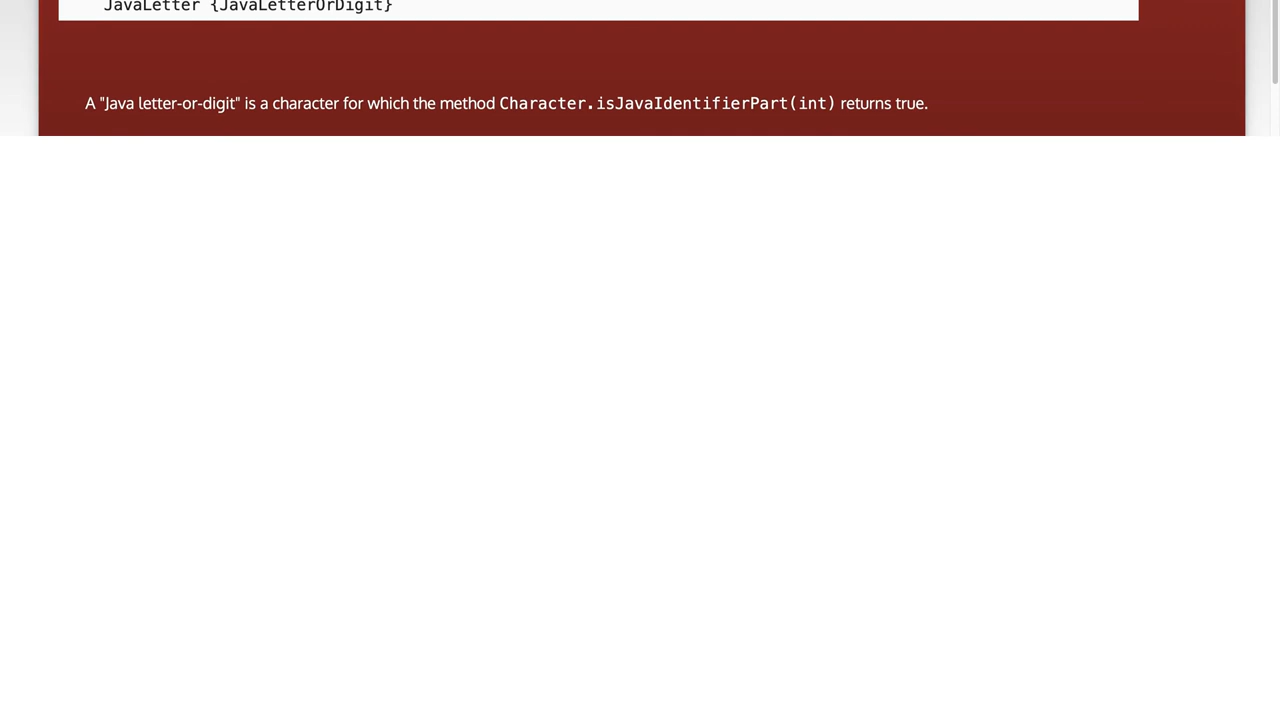 JavaLetter {JavaLetterOrDigit}
A "Java letter-or-digit" is a character for which the method Character.isJavaIdentifierPart(int) returns true.